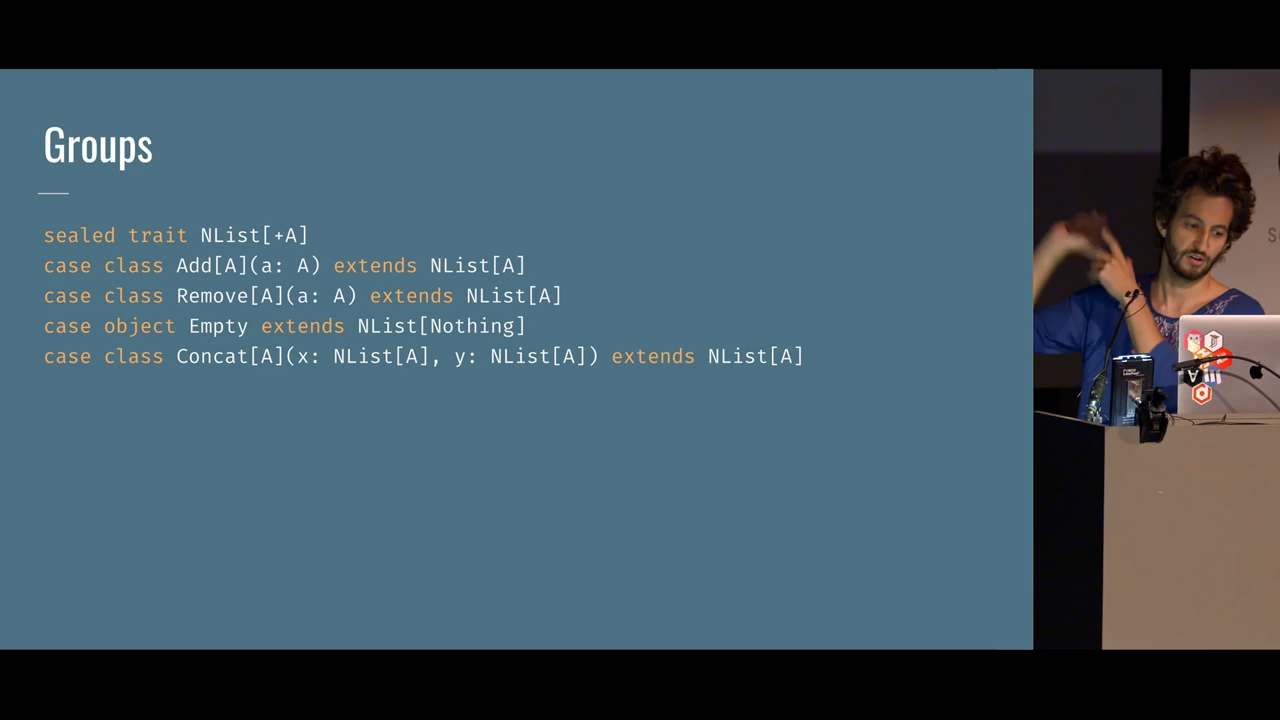 Groups
sealed trait NList[+A]
case class Add[A](a: A) extends NList[A]
case class Remove[A](a: A) extends NList[A]
case object Empty extends NList[Nothing]
case class Concat[A](x: NList[A], y: NList[A]) extends NList[A]